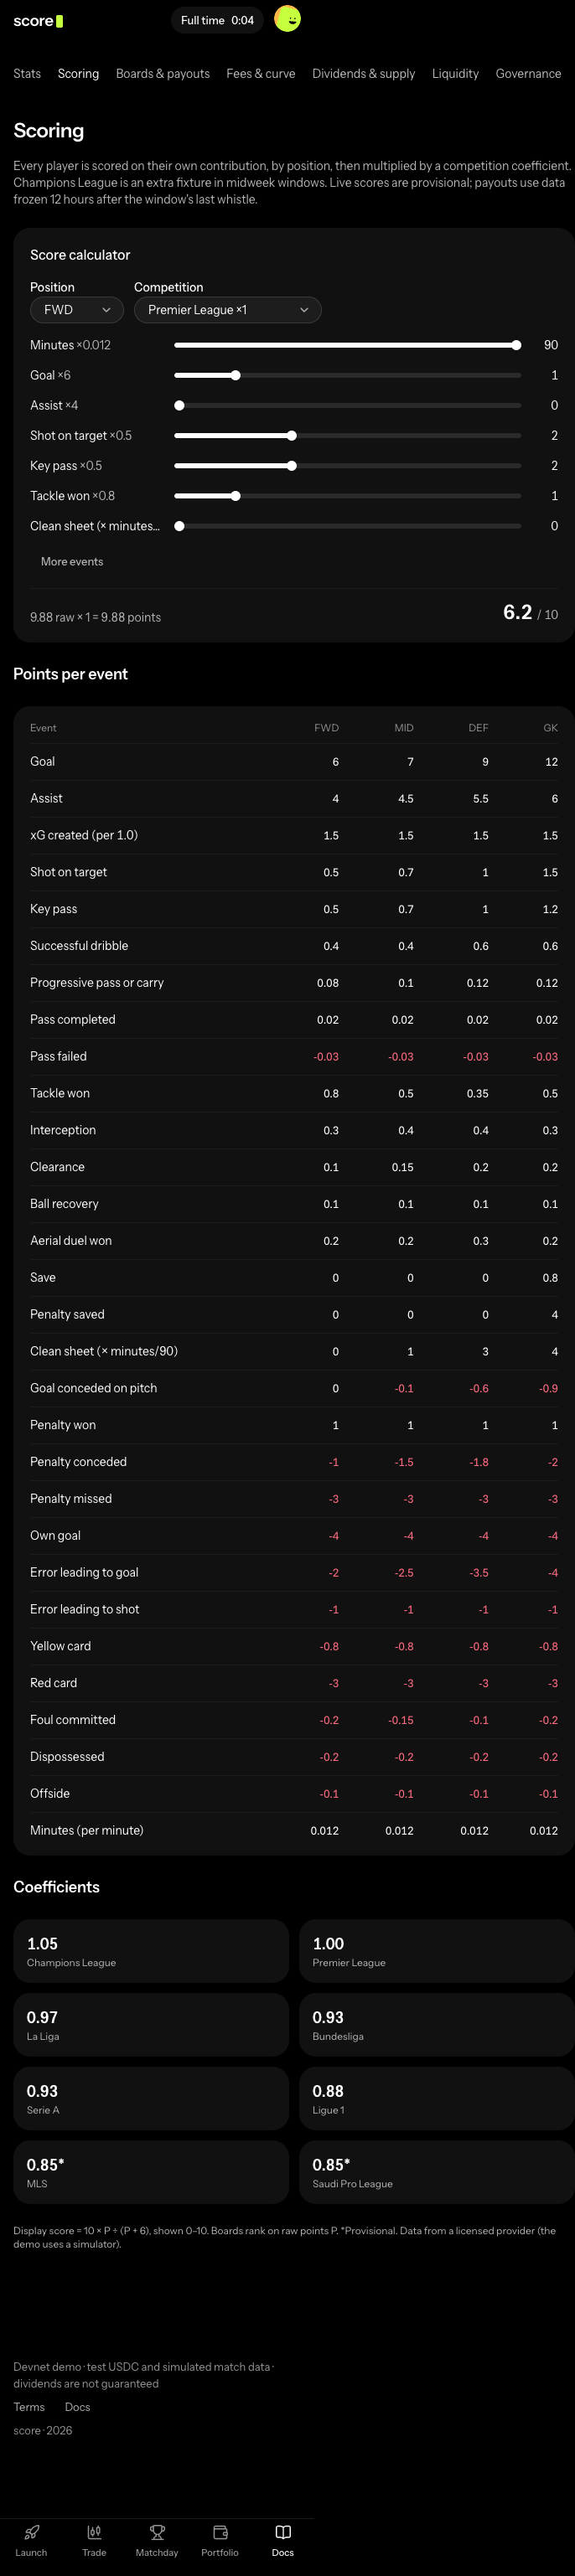 score
Full time 0:04
Stats Scoring Boards & payouts Fees & curve Dividends & supply Liquidity Governance
Scoring
Every player is scored on their own contribution, by position, then multiplied by a competition coefficient.
Champions League is an extra fixture in midweek windows. Live scores are provisional; payouts use data
frozen 12 hours after the window's last whistle.
Score calculator
Position Competition
FWD Premier League ×1
Minutes ×0.012 90
Goal ×6 1
Assist ×4 0
Shot on target ×0.5 2
Key pass ×0.5 2
Tackle won ×0.8 1
Clean sheet (× minutes... 0
More events
9.88 raw × 1 = 9.88 points 6.2 / 10
Points per event
Event FWD MID DEF GK
Goal 6 7 9 12
Assist 4 4.5 5.5 6
xG created (per 1.0) 1.5 1.5 1.5 1.5
Shot on target 0.5 0.7 1 1.5
Key pass 0.5 0.7 1 1.2
Successful dribble 0.4 0.4 0.6 0.6
Progressive pass or carry 0.08 0.1 0.12 0.12
Pass completed 0.02 0.02 0.02 0.02
Pass failed -0.03 -0.03 -0.03 -0.03
Tackle won 0.8 0.5 0.35 0.5
Interception 0.3 0.4 0.4 0.3
Clearance 0.1 0.15 0.2 0.2
Ball recovery 0.1 0.1 0.1 0.1
Aerial duel won 0.2 0.2 0.3 0.2
Save 0 0 0 0.8
Penalty saved 0 0 0 4
Clean sheet (× minutes/90) 0 1 3 4
Goal conceded on pitch 0 -0.1 -0.6 -0.9
Penalty won 1 1 1 1
Penalty conceded -1 -1.5 -1.8 -2
Penalty missed -3 -3 -3 -3
Own goal -4 -4 -4 -4
Error leading to goal -2 -2.5 -3.5 -4
Error leading to shot -1 -1 -1 -1
Yellow card -0.8 -0.8 -0.8 -0.8
Red card -3 -3 -3 -3
Foul committed -0.2 -0.15 -0.1 -0.2
Dispossessed -0.2 -0.2 -0.2 -0.2
Offside -0.1 -0.1 -0.1 -0.1
Minutes (per minute) 0.012 0.012 0.012 0.012
Coefficients
1.05 1.00
Champions League Premier League
0.97 0.93
La Liga Bundesliga
0.93 0.88
Serie A Ligue 1
0.85* 0.85*
MLS Saudi Pro League
Display score = 10 × P ÷ (P + 6), shown 0–10. Boards rank on raw points P. *Provisional. Data from a licensed provider (the
demo uses a simulator).
Devnet demo · test USDC and simulated match data ·
dividends are not guaranteed
Terms Docs
score · 2026
Launch Trade Matchday Portfolio Docs